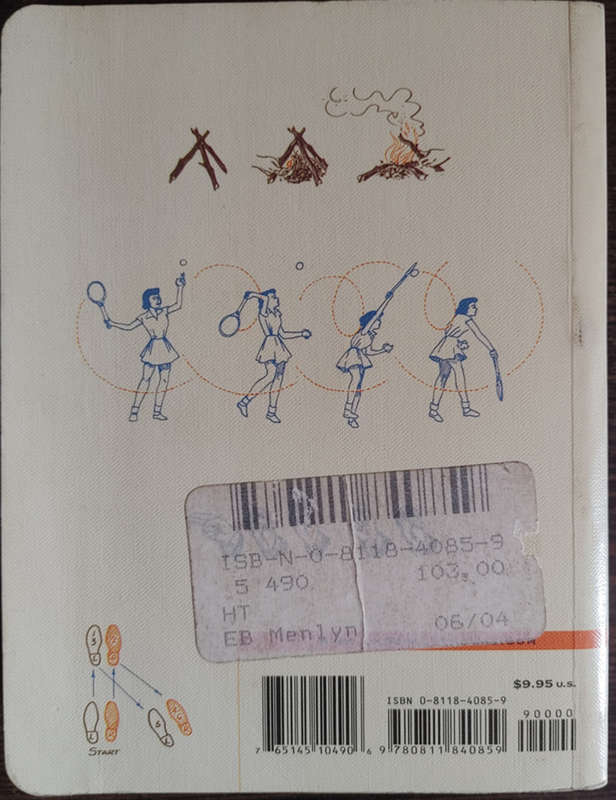 ISB-N-0-8118-4085-9
5 490 103,00
HT 06/04
EB Menlyn
START
$9.95 U.S.
ISBN 0-8118-4085-9
90000
7 65145 10490 6
9 780811 840859